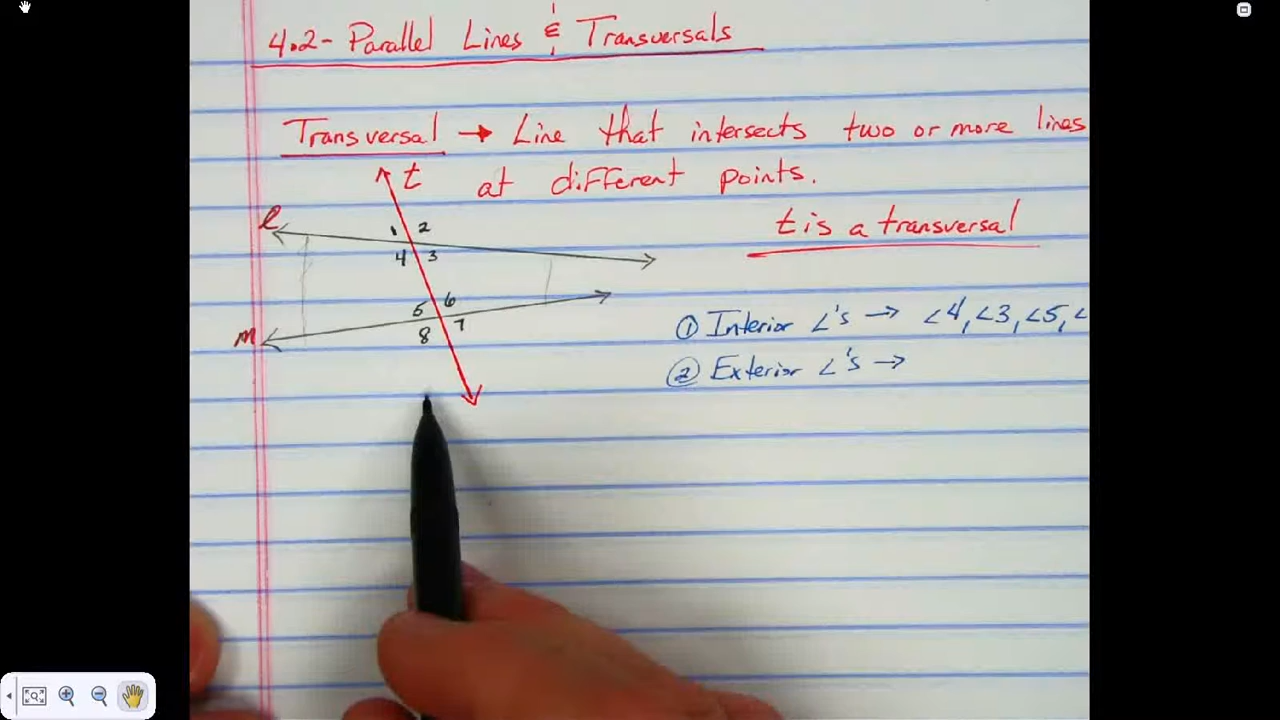 4.2- Parallel Lines & Transversals
Transversal → Line that intersects two or more lines
t at different points.
l
t is a transversal
1 2
4 3
5 6
m
8 7
① Interior ∠'s → ∠4, ∠3, ∠5, ∠
② Exterior ∠'s →